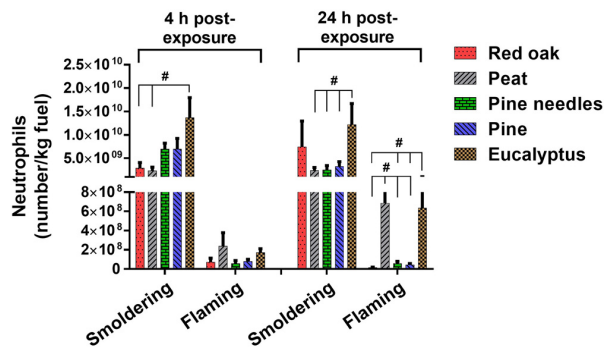 4 h post-
exposure
24 h post-
exposure
Neutrophils
(number/kg fuel)
2.5×10¹⁰
2.0×10¹⁰
1.5×10¹⁰
1.0×10¹⁰
5.0×10⁰⁹
8×10⁸
6×10⁸
4×10⁸
2×10⁸
0
#
#
#
#
Smoldering
Flaming
Smoldering
Flaming
Red oak
Peat
Pine needles
Pine
Eucalyptus